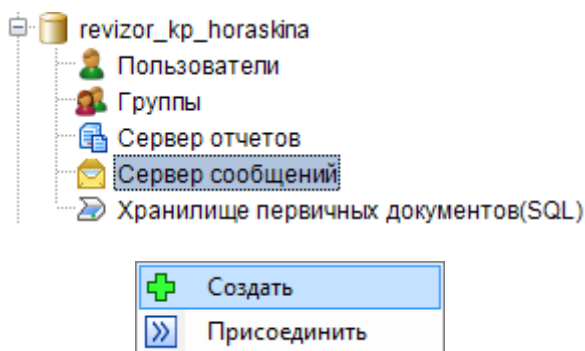 revizor_kp_horaskina
Пользователи
Группы
Сервер отчетов
Сервер сообщений
Хранилище первичных документов(SQL)
Создать
Присоединить